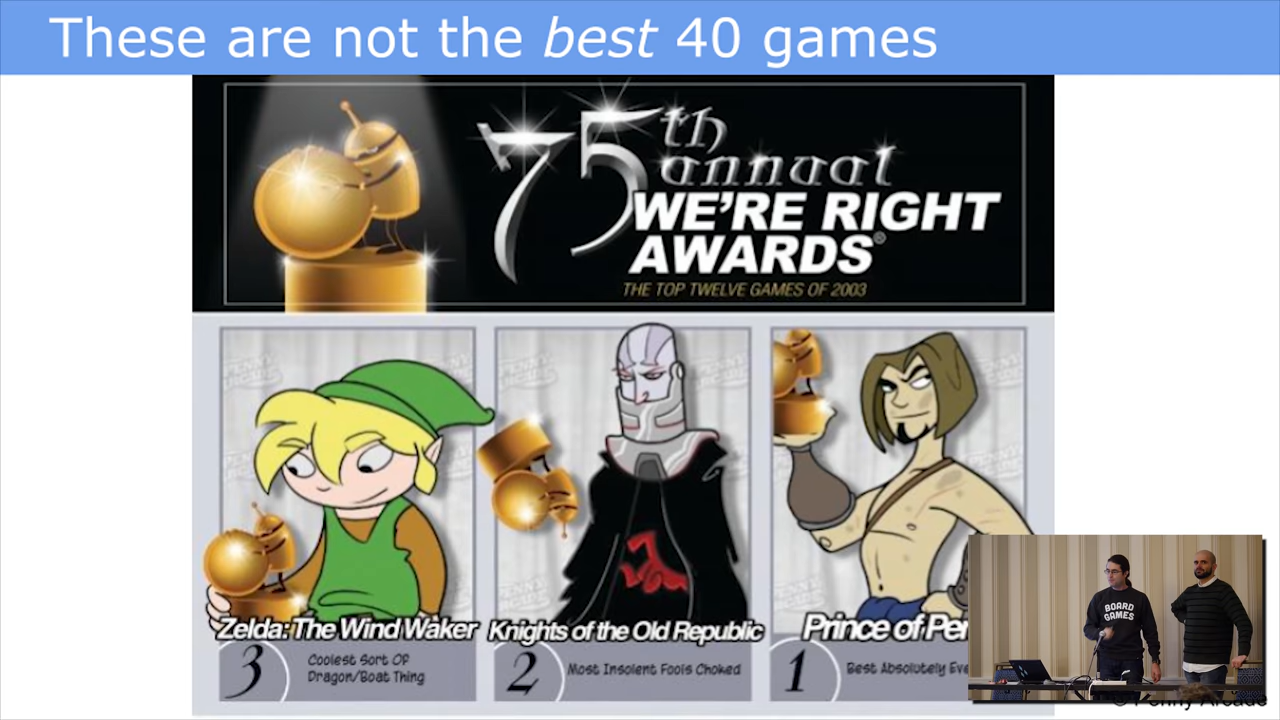 These are not the best 40 games
75th
annual
WE'RE RIGHT
AWARDS®
THE TOP TWELVE GAMES OF 2003
Zelda: The Wind Waker
Knights of the Old Republic
Prince of Per
3
Coolest Sort Of
Dragon/Boat Thing
2
Most Insolent Fools Choked
1
Best Absolutely Eve
BOARD
GAMES
© Penny Arcade